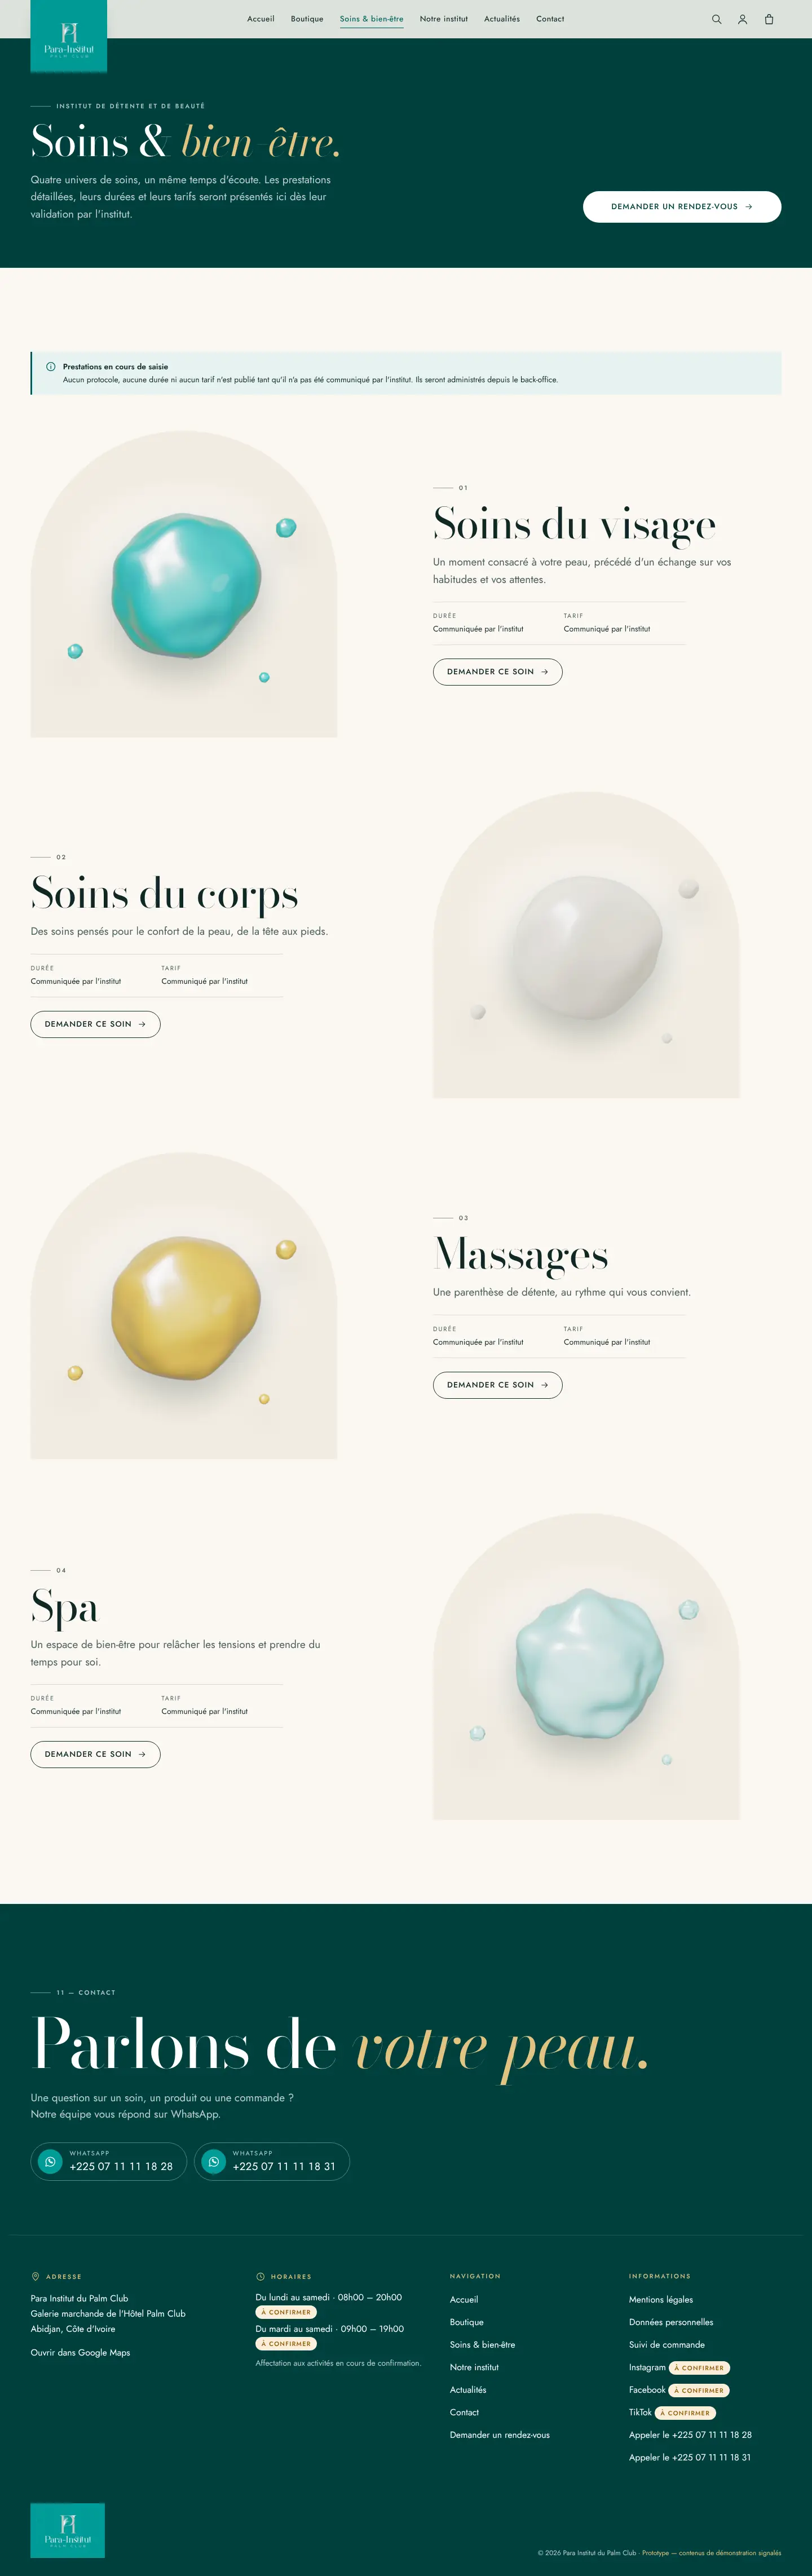 Para-Institut
PALM CLUB
Accueil
Boutique
Soins & bien-être
Notre institut
Actualités
Contact
INSTITUT DE DÉTENTE ET DE BEAUTÉ
Soins & bien-être.
Quatre univers de soins, un même temps d'écoute. Les prestations
détaillées, leurs durées et leurs tarifs seront présentés ici dès leur
validation par l'institut.
DEMANDER UN RENDEZ-VOUS →
Prestations en cours de saisie
Aucun protocole, aucune durée ni aucun tarif n'est publié tant qu'il n'a pas été communiqué par l'institut. Ils seront administrés depuis le back-office.
01
Soins du visage
Un moment consacré à votre peau, précédé d'un échange sur vos
habitudes et vos attentes.
DURÉE
Communiquée par l'institut
TARIF
Communiqué par l'institut
DEMANDER CE SOIN →
02
Soins du corps
Des soins pensés pour le confort de la peau, de la tête aux pieds.
DURÉE
Communiquée par l'institut
TARIF
Communiqué par l'institut
DEMANDER CE SOIN →
03
Massages
Une parenthèse de détente, au rythme qui vous convient.
DURÉE
Communiquée par l'institut
TARIF
Communiqué par l'institut
DEMANDER CE SOIN →
04
Spa
Un espace de bien-être pour relâcher les tensions et prendre du
temps pour soi.
DURÉE
Communiquée par l'institut
TARIF
Communiqué par l'institut
DEMANDER CE SOIN →
11 — CONTACT
Parlons de votre peau.
Une question sur un soin, un produit ou une commande ?
Notre équipe vous répond sur WhatsApp.
WHATSAPP
+225 07 11 11 18 28
WHATSAPP
+225 07 11 11 18 31
ADRESSE
Para Institut du Palm Club
Galerie marchande de l'Hôtel Palm Club
Abidjan, Côte d'Ivoire
Ouvrir dans Google Maps
HORAIRES
Du lundi au samedi · 08h00 – 20h00
À CONFIRMER
Du mardi au samedi · 09h00 – 19h00
À CONFIRMER
Affectation aux activités en cours de confirmation.
NAVIGATION
Accueil
Boutique
Soins & bien-être
Notre institut
Actualités
Contact
Demander un rendez-vous
INFORMATIONS
Mentions légales
Données personnelles
Suivi de commande
Instagram À CONFIRMER
Facebook À CONFIRMER
TikTok À CONFIRMER
Appeler le +225 07 11 11 18 28
Appeler le +225 07 11 11 18 31
Para-Institut
PALM CLUB
© 2026 Para Institut du Palm Club · Prototype — contenus de démonstration signalés